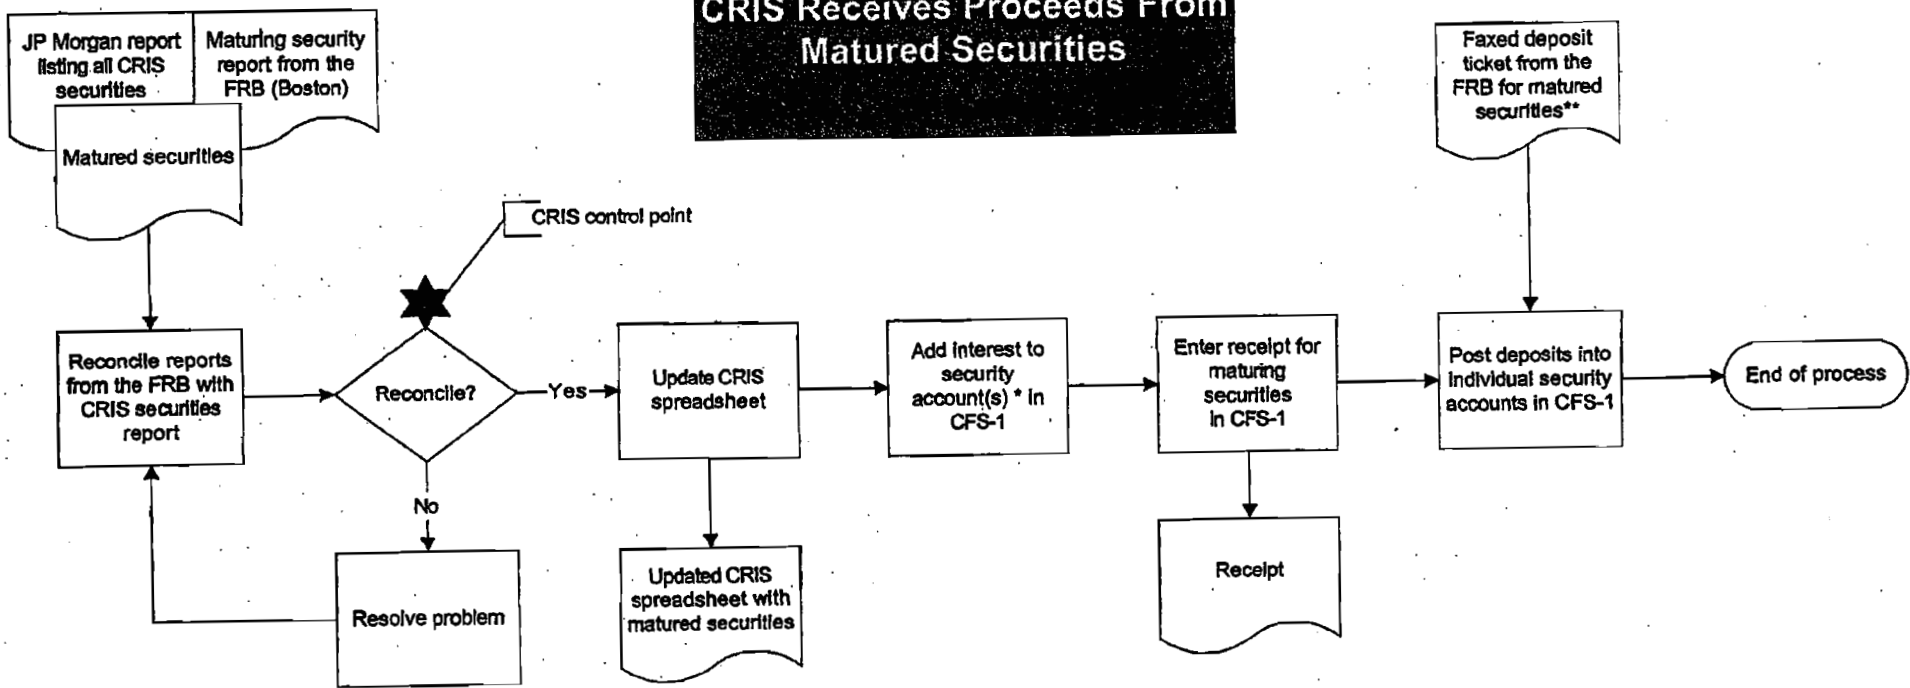 CRIS Receives Proceeds From
Matured Securities
JP Morgan report
listing all CRIS
securities
Maturing security
report from the
FRB (Boston)
Matured securities
Faxed deposit
ticket from the
FRB for matured
securities**
CRIS control point
Reconcile reports
from the FRB with
CRIS securities
report
Reconcile?
Yes
No
Resolve problem
Update CRIS
spreadsheet
Updated CRIS
spreadsheet with
matured securities
Add interest to
security
account(s) * in
CFS-1
Enter receipt for
maturing
securities
in CFS-1
Receipt
Post deposits into
individual security
accounts in CFS-1
End of process